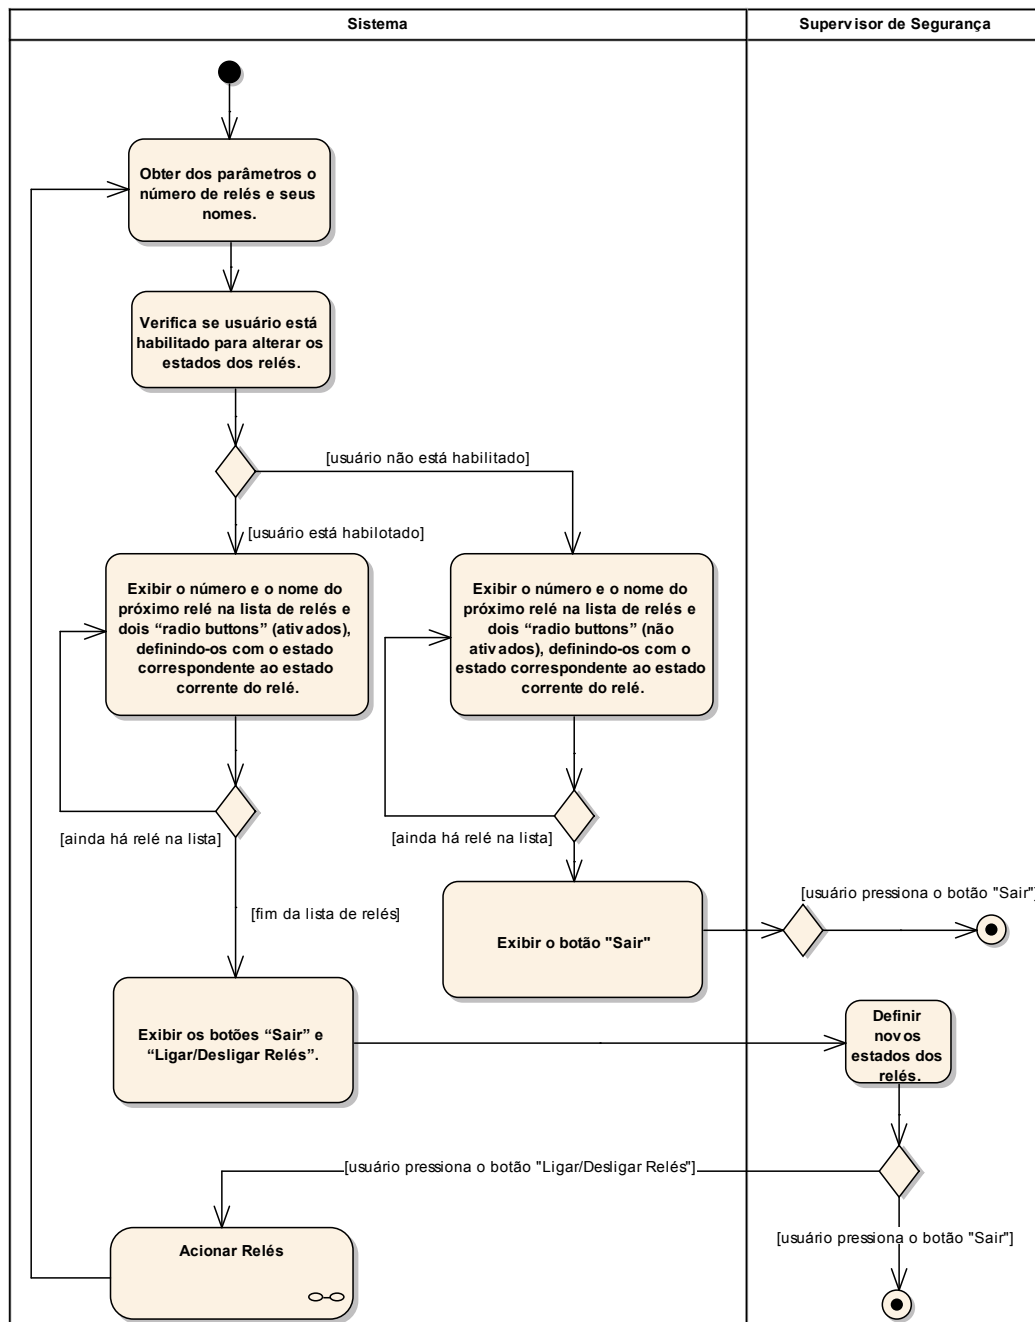 Sistema
Supervisor de Segurança
Obter dos parâmetros o
número de relés e seus
nomes.
Verifica se usuário está
habilitado para alterar os
estados dos relés.
[usuário não está habilitado]
[usuário está habilotado]
Exibir o número e o nome do
próximo relé na lista de relés e
dois “radio buttons” (ativados),
definindo-os com o estado
correspondente ao estado
corrente do relé.
Exibir o número e o nome do
próximo relé na lista de relés e
dois “radio buttons” (não
ativados), definindo-os com o
estado correspondente ao estado
corrente do relé.
[ainda há relé na lista]
[ainda há relé na lista]
[usuário pressiona o botão "Sair"]
[fim da lista de relés]
Exibir o botão "Sair"
Exibir os botões “Sair” e
“Ligar/Desligar Relés”.
Definir
novos
estados dos
relés.
[usuário pressiona o botão "Ligar/Desligar Relés"]
[usuário pressiona o botão "Sair"]
Acionar Relés